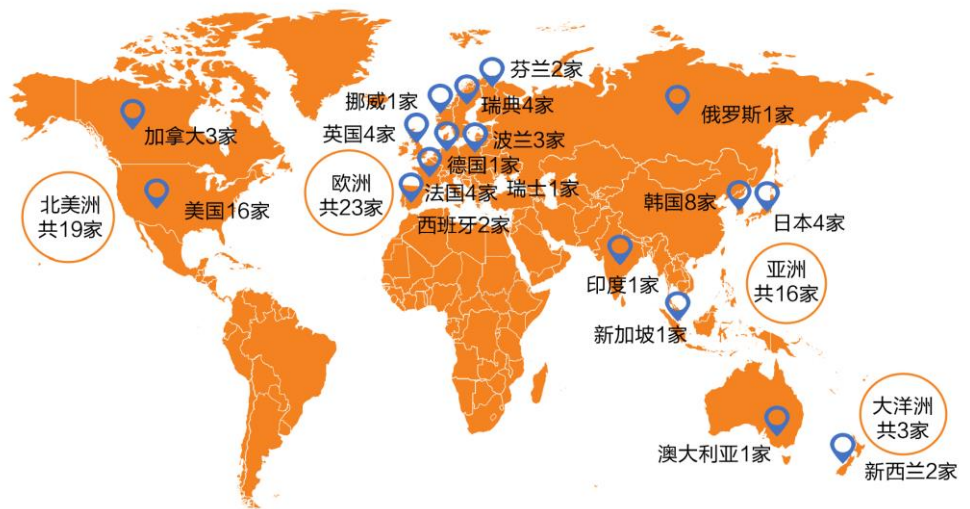 芬兰2家
挪威1家
瑞典4家
俄罗斯1家
英国4家
加拿大3家
波兰3家
德国1家
欧洲
共23家
法国4家
瑞士1家
北美洲
共19家
美国16家
韩国8家
西班牙2家
日本4家
亚洲
共16家
印度1家
新加坡1家
大洋洲
共3家
澳大利亚1家
新西兰2家